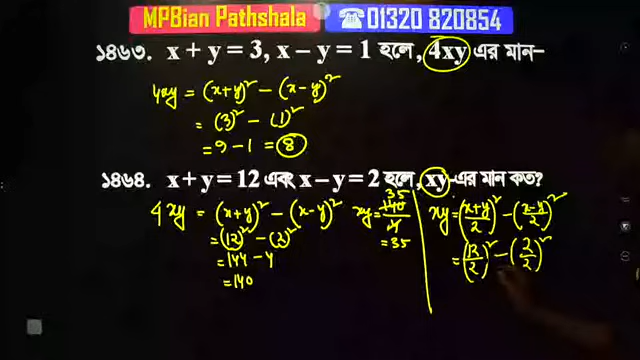 MPBian Pathshala ☎01320 820854
১৪৬৩. x + y = 3, x − y = 1 হলে, 4xy এর মান-
4xy = (x+y)² − (x−y)²
= (3)² − (1)²
= 9 − 1 = 8
১৪৬৪. x + y = 12 এবং x − y = 2 হলে, xy-এর মান কত?
4xy = (x+y)² − (x−y)²
= (12)² − (2)²
= 144 − 4
= 140
35
xy = 140/4
= 35
xy = (x+y/2)² − (x−y/2)²
= (12/2)² − (2/2)²